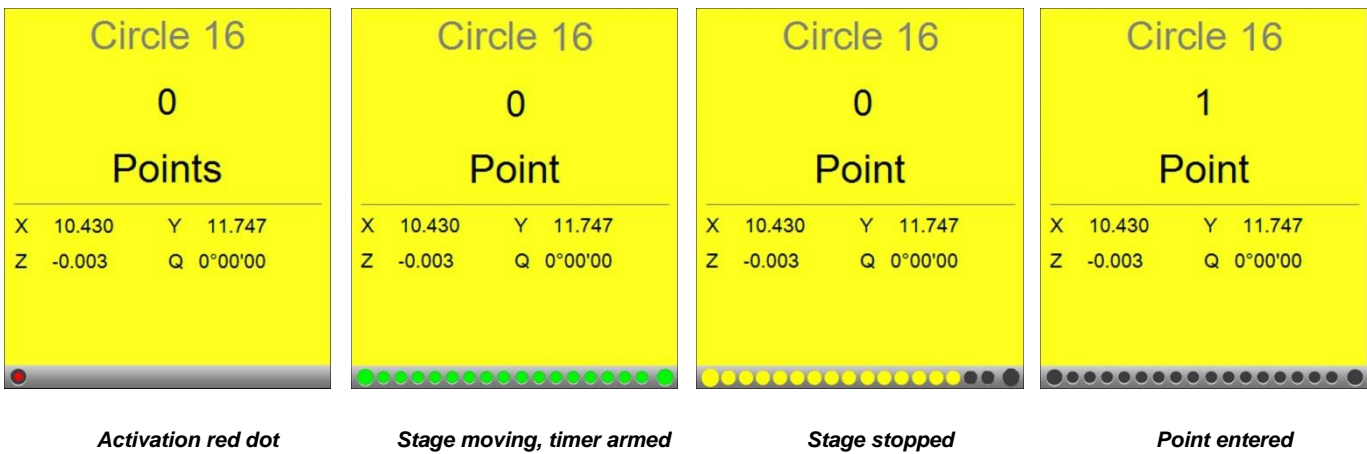 Circle 16
0
Points
X 10.430 Y 11.747
Z -0.003 Q 0°00'00
Activation red dot
Circle 16
0
Point
X 10.430 Y 11.747
Z -0.003 Q 0°00'00
Stage moving, timer armed
Circle 16
0
Point
X 10.430 Y 11.747
Z -0.003 Q 0°00'00
Stage stopped
Circle 16
1
Point
X 10.430 Y 11.747
Z -0.003 Q 0°00'00
Point entered